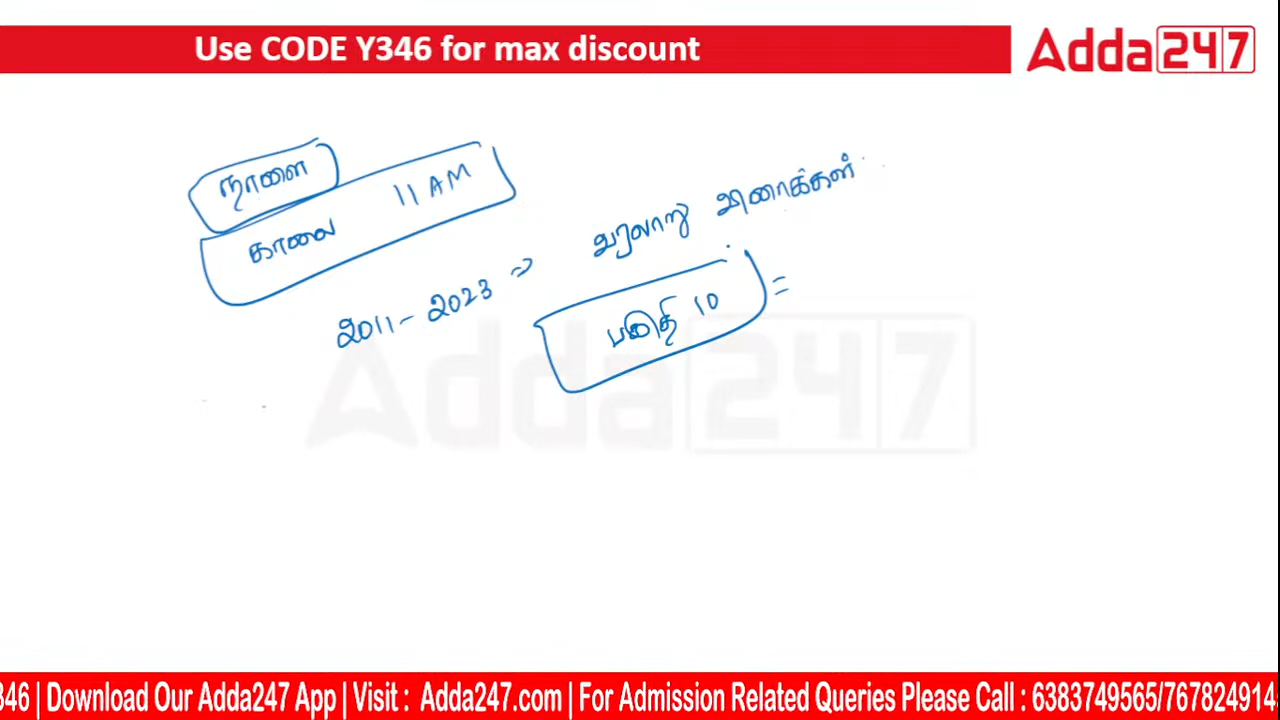 Use CODE Y346 for max discount
Adda247
நாளை
காலை 11 AM
2011-2023 => வரலாறு வினாக்கள்
பகுதி 10 =
Adda247
346 | Download Our Adda247 App | Visit : Adda247.com | For Admission Related Queries Please Call : 6383749565/767824914